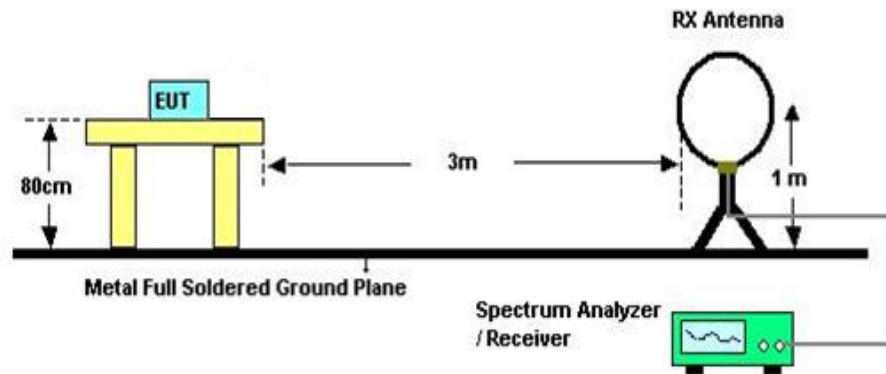 RX Antenna
EUT
3m
80cm
1 m
Metal Full Soldered Ground Plane
Spectrum Analyzer
/ Receiver